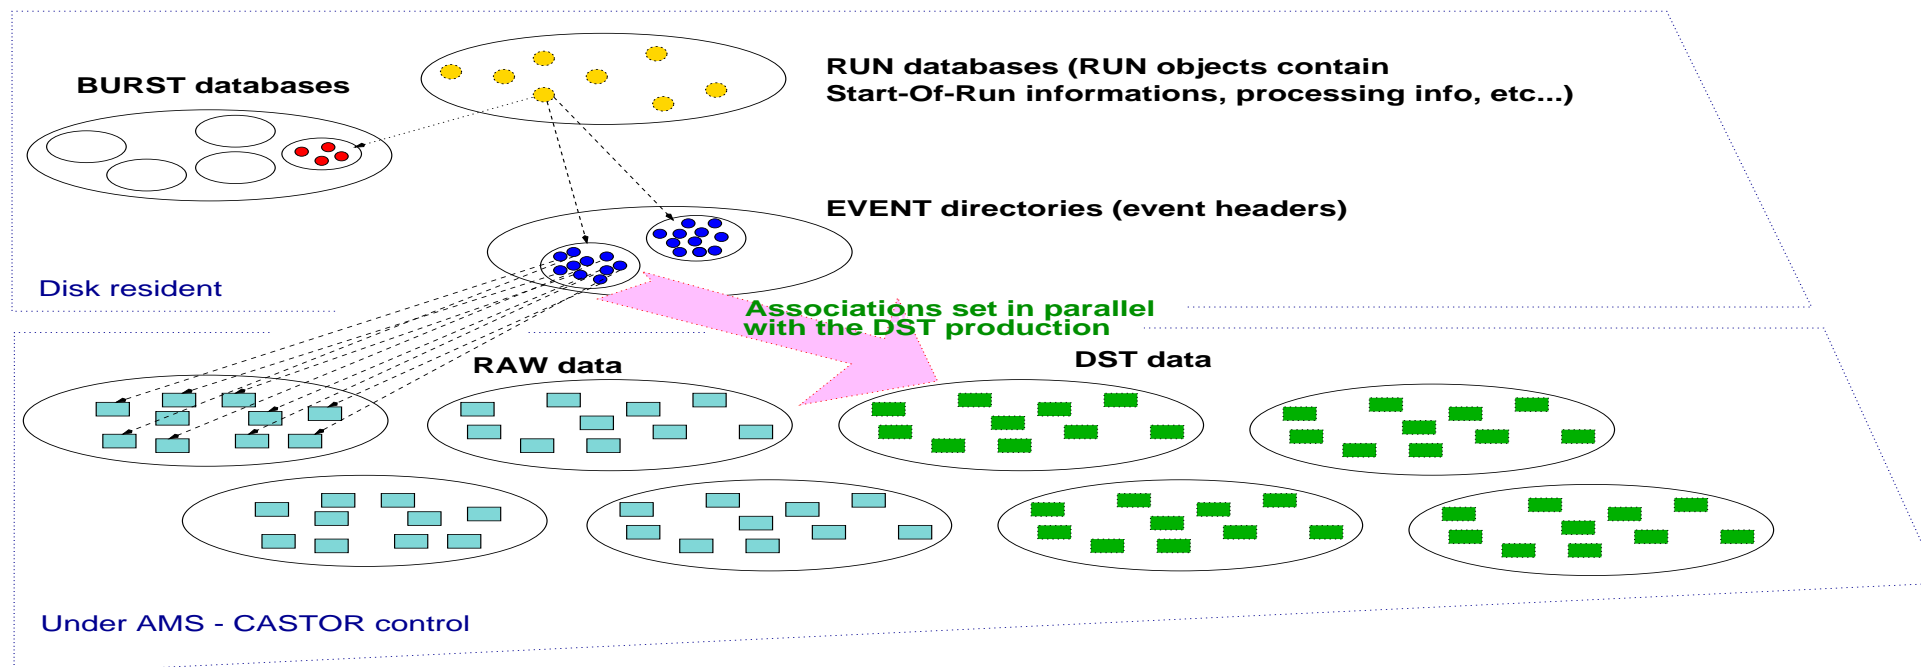 BURST databases
RUN databases (RUN objects contain
Start-Of-Run informations, processing info, etc...)
EVENT directories (event headers)
Disk resident
Associations set in parallel
with the DST production
RAW data
DST data
Under AMS - CASTOR control